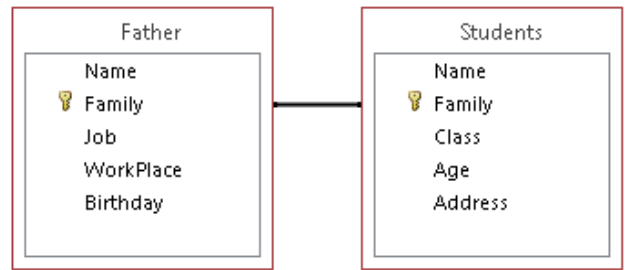 Father
Name
Family
Job
WorkPlace
Birthday
Students
Name
Family
Class
Age
Address